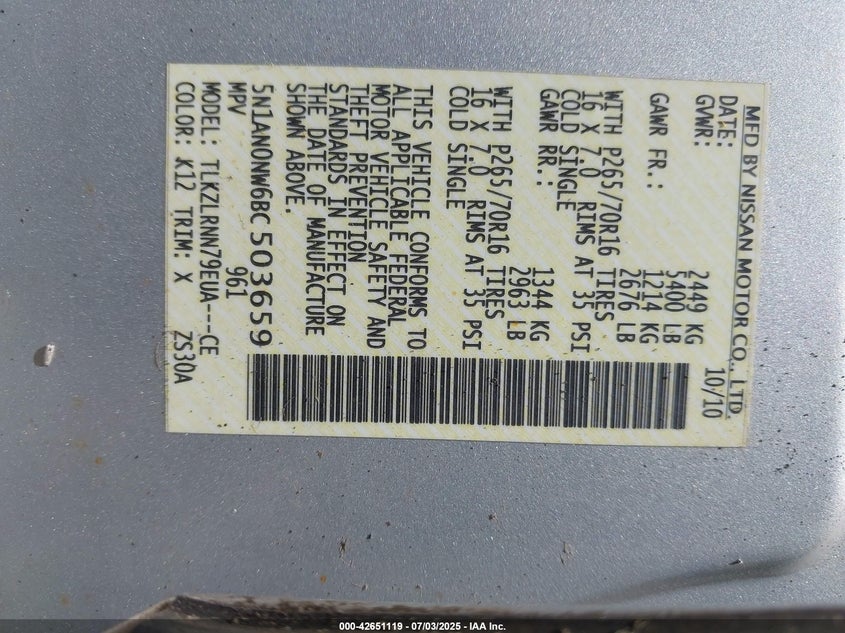 MFD BY NISSAN MOTOR CO., LTD.
DATE: 10/10
GVWR: 2449 KG
5400 LB
GAWR FR.: 1214 KG
2676 LB
WITH P265/70R16 TIRES
16 X 7.0 RIMS AT 35 PSI
COLD SINGLE
GAWR RR.: 1344 KG
2963 LB
WITH P265/70R16 TIRES
16 X 7.0 RIMS AT 35 PSI
COLD SINGLE
THIS VEHICLE CONFORMS TO
ALL APPLICABLE FEDERAL
MOTOR VEHICLE SAFETY AND
THEFT PREVENTION
STANDARDS IN EFFECT ON
THE DATE OF MANUFACTURE
SHOWN ABOVE.
5N1AN0NW6BC 503659
MPV 961
MODEL: TLKZLRNN79EUA---CE
COLOR: K12 TRIM: X ZS30A
000-42651119 - 07/03/2025 - IAA Inc.